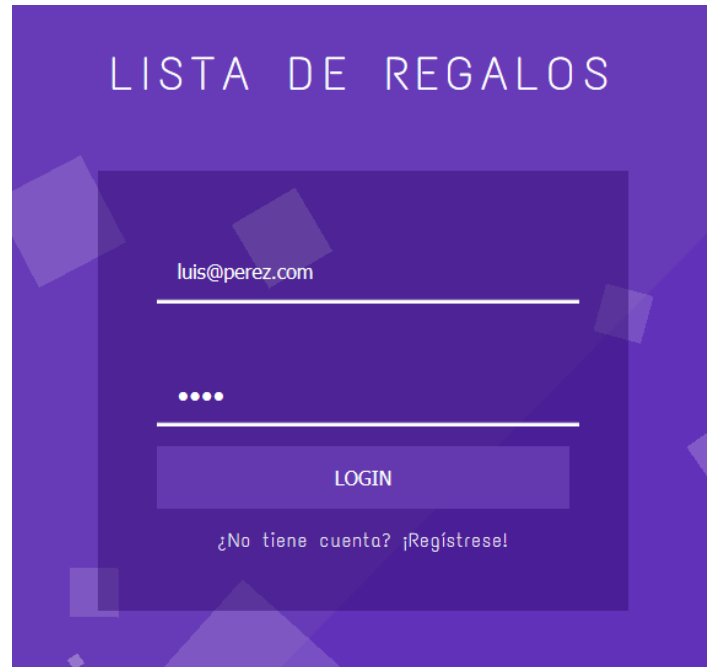 LISTA DE REGALOS
luis@perez.com
••••
LOGIN
¿No tiene cuenta? ¡Regístrese!